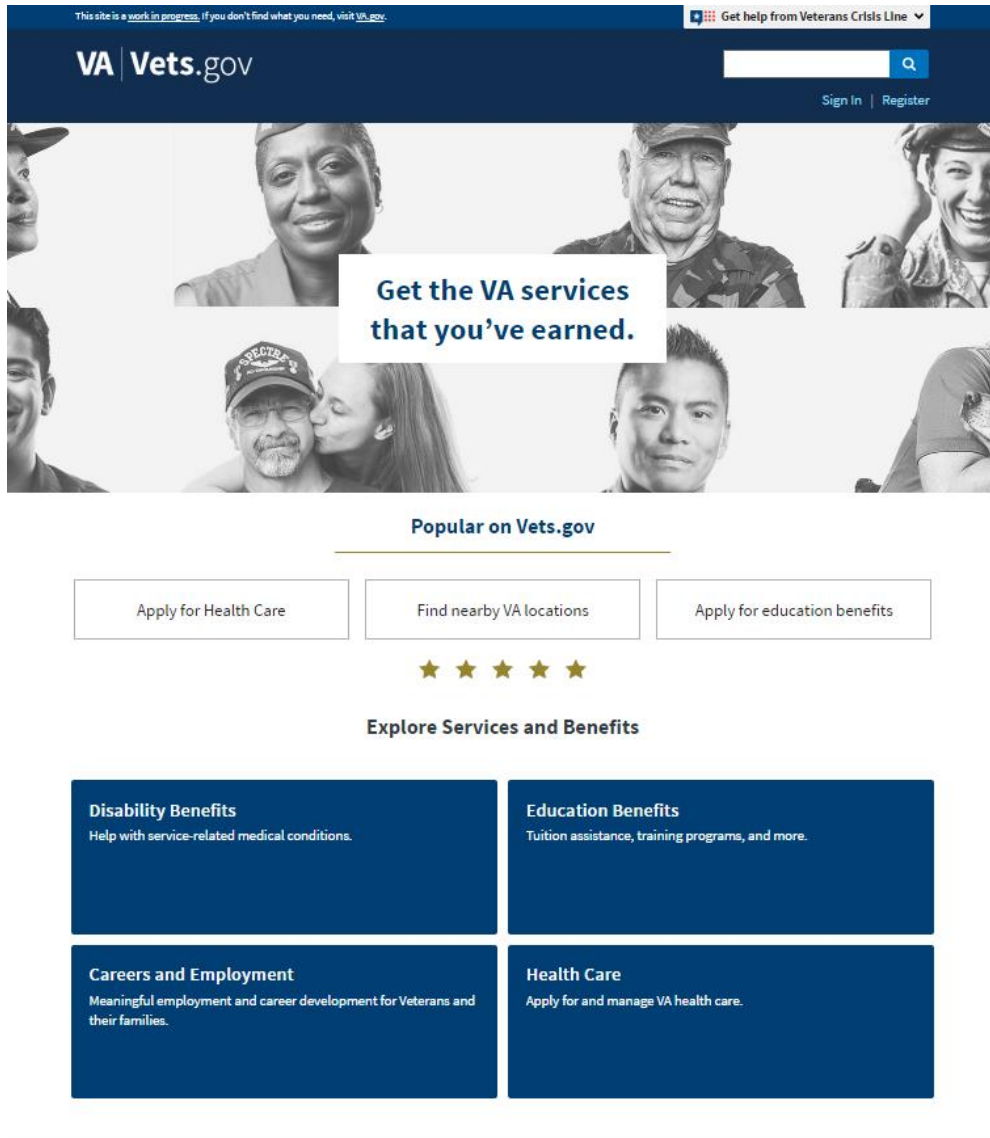 This site is a work in progress. If you don't find what you need, visit VA.gov.
Get help from Veterans Crisis Line
VA | Vets.gov
Sign In | Register
Get the VA services
that you've earned.
SPECTRE
Popular on Vets.gov
Apply for Health Care
Find nearby VA locations
Apply for education benefits
Explore Services and Benefits
Disability Benefits
Help with service-related medical conditions.
Education Benefits
Tuition assistance, training programs, and more.
Careers and Employment
Meaningful employment and career development for Veterans and
their families.
Health Care
Apply for and manage VA health care.